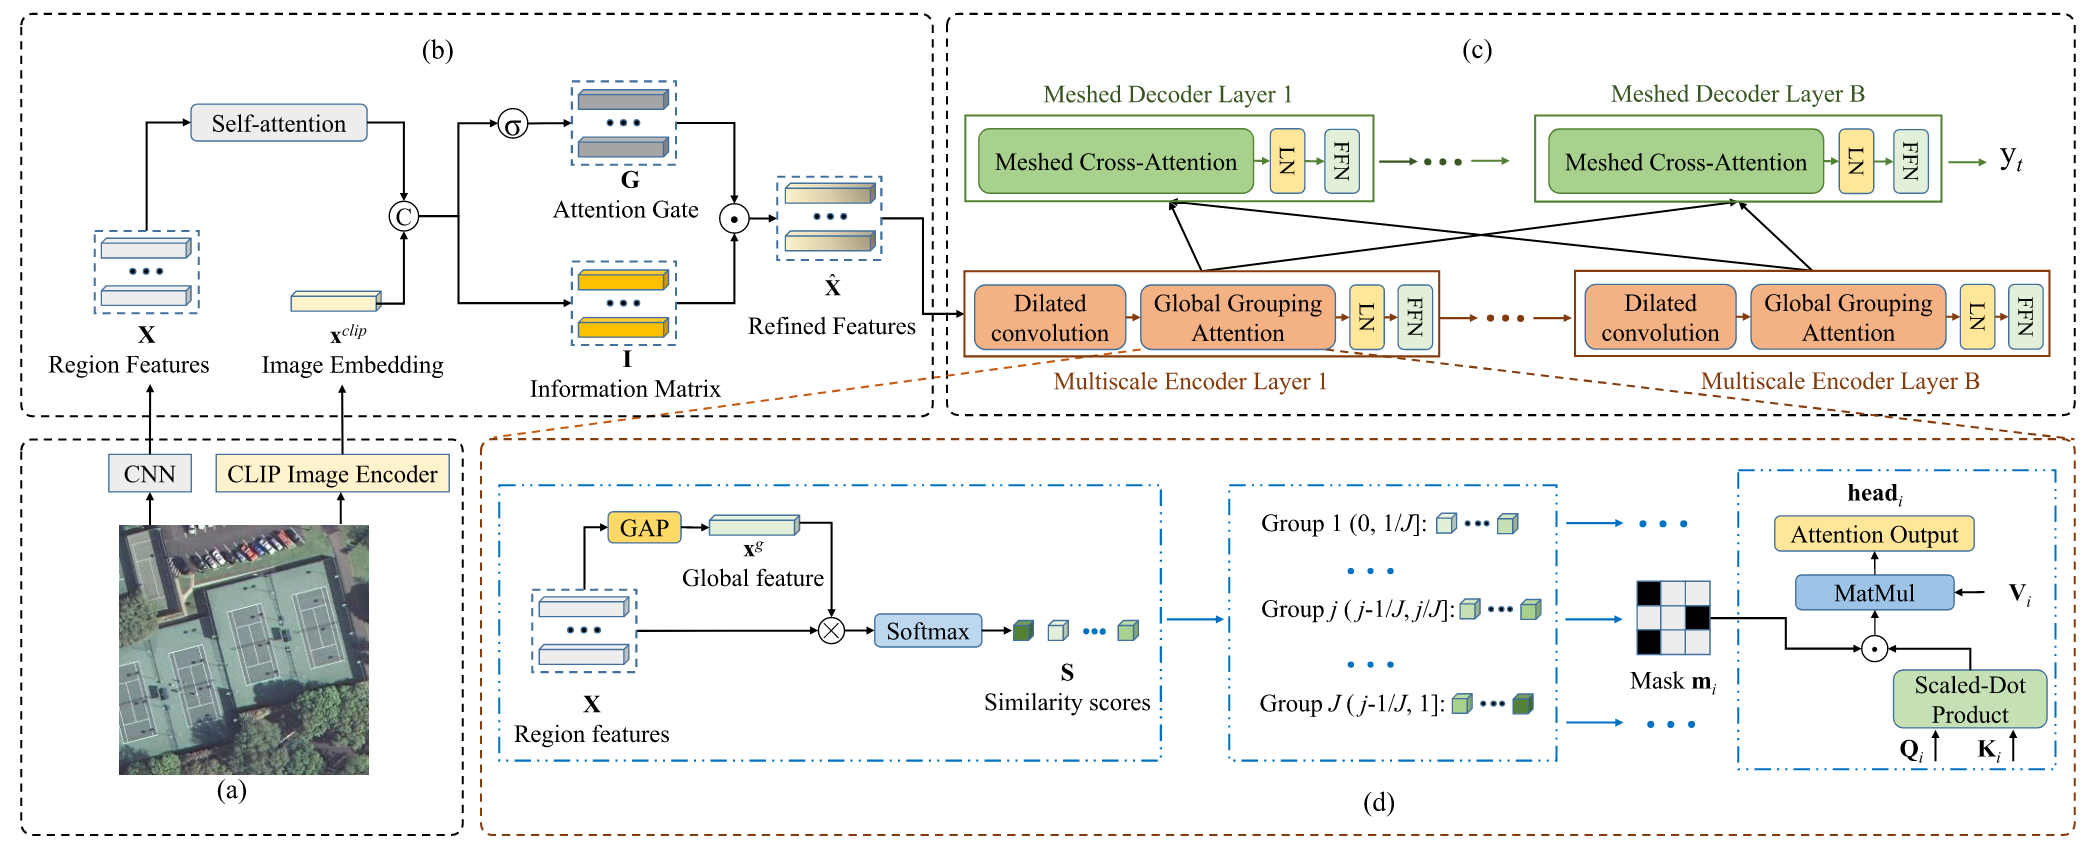 (b)
Self-attention
C
σ
G
Attention Gate
X
Region Features
x^clip
Image Embedding
I
Information Matrix
X̂
Refined Features
(c)
Meshed Decoder Layer 1
Meshed Cross-Attention
LN
FFN
Meshed Decoder Layer B
Meshed Cross-Attention
LN
FFN
y_t
Dilated
convolution
Global Grouping
Attention
LN
FFN
Multiscale Encoder Layer 1
Dilated
convolution
Global Grouping
Attention
LN
FFN
Multiscale Encoder Layer B
CNN
CLIP Image Encoder
(a)
GAP
x^g
Global feature
X
Region features
Softmax
S
Similarity scores
Group 1 (0, 1/J]:
Group j ( j-1/J, j/J]:
Group J ( j-1/J, 1]:
Mask m_i
head_i
Attention Output
MatMul
V_i
Scaled-Dot
Product
Q_i
K_i
(d)